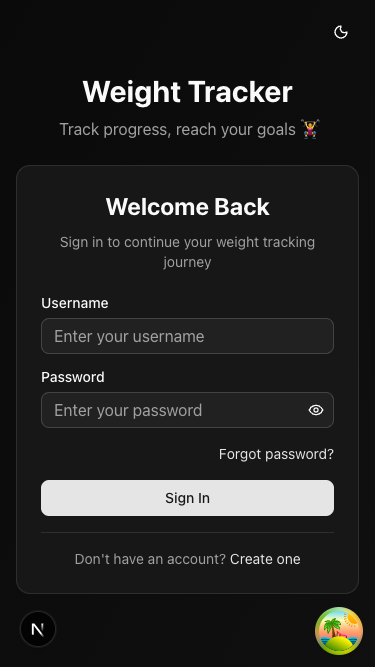 Weight Tracker
Track progress, reach your goals 🏋️‍♀️
Welcome Back
Sign in to continue your weight tracking
journey
Username
Enter your username
Password
Enter your password
Forgot password?
Sign In
Don't have an account? Create one
N